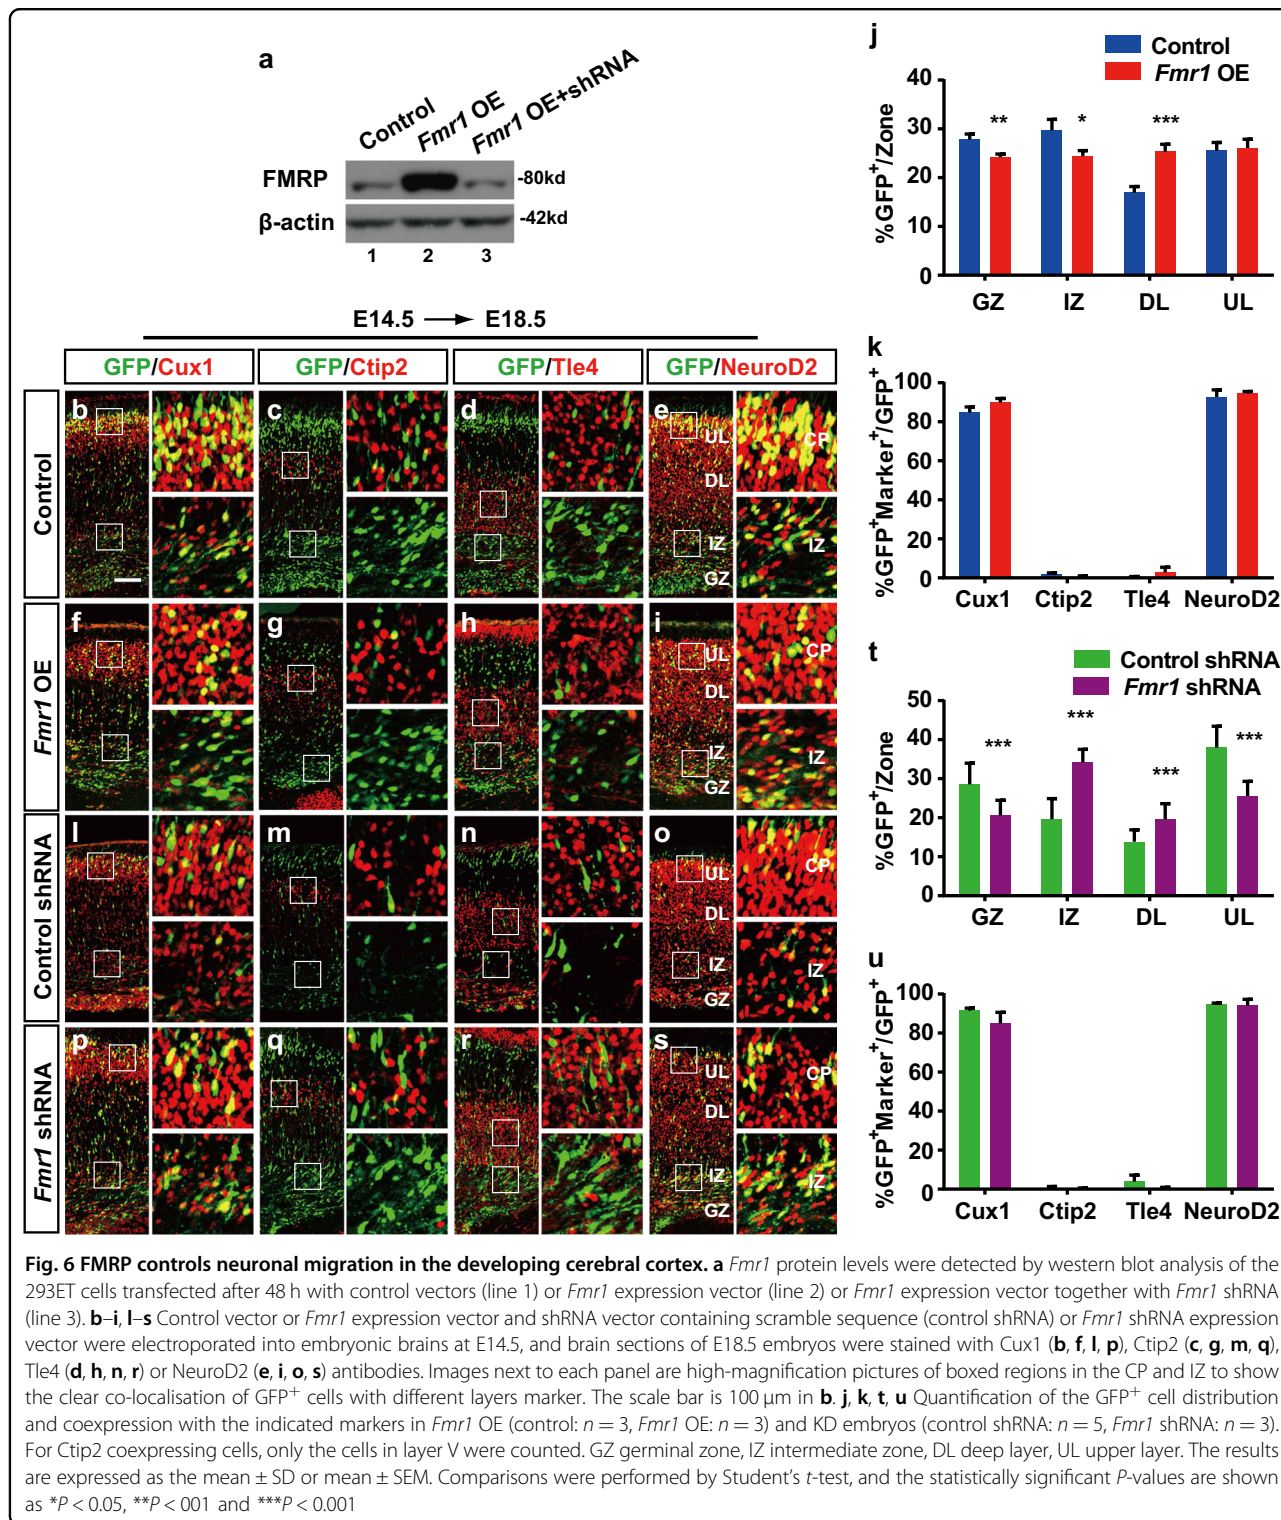 a
Control
Fmr1 OE
Fmr1 OE+shRNA
FMRP
-80kd
β-actin
-42kd
1 2 3
E14.5 → E18.5
GFP/Cux1 GFP/Ctip2 GFP/Tle4 GFP/NeuroD2
Control
b c d e
UL
DL
IZ
GZ
CP
IZ
Fmr1 OE
f g h i
UL
DL
IZ
GZ
CP
IZ
Control shRNA
l m n o
UL
DL
IZ
GZ
CP
IZ
Fmr1 shRNA
p q r s
UL
DL
IZ
GZ
CP
IZ
j
Control
Fmr1 OE
%GFP⁺/Zone
40
30
20
10
0
** * ***
GZ IZ DL UL
k
%GFP⁺Marker⁺/GFP⁺
100
80
60
40
20
0
Cux1 Ctip2 Tle4 NeuroD2
t
Control shRNA
Fmr1 shRNA
%GFP⁺/Zone
50
40
30
20
10
0
*** *** *** ***
GZ IZ DL UL
u
%GFP⁺Marker⁺/GFP⁺
100
80
60
40
20
0
Cux1 Ctip2 Tle4 NeuroD2
Fig. 6 FMRP controls neuronal migration in the developing cerebral cortex. a Fmr1 protein levels were detected by western blot analysis of the
293ET cells transfected after 48 h with control vectors (line 1) or Fmr1 expression vector (line 2) or Fmr1 expression vector together with Fmr1 shRNA
(line 3). b–i, l–s Control vector or Fmr1 expression vector and shRNA vector containing scramble sequence (control shRNA) or Fmr1 shRNA expression
vector were electroporated into embryonic brains at E14.5, and brain sections of E18.5 embryos were stained with Cux1 (b, f, l, p), Ctip2 (c, g, m, q),
Tle4 (d, h, n, r) or NeuroD2 (e, i, o, s) antibodies. Images next to each panel are high-magnification pictures of boxed regions in the CP and IZ to show
the clear co-localisation of GFP⁺ cells with different layers marker. The scale bar is 100 μm in b. j, k, t, u Quantification of the GFP⁺ cell distribution
and coexpression with the indicated markers in Fmr1 OE (control: n = 3, Fmr1 OE: n = 3) and KD embryos (control shRNA: n = 5, Fmr1 shRNA: n = 3).
For Ctip2 coexpressing cells, only the cells in layer V were counted. GZ germinal zone, IZ intermediate zone, DL deep layer, UL upper layer. The results
are expressed as the mean ± SD or mean ± SEM. Comparisons were performed by Student's t-test, and the statistically significant P-values are shown
as *P < 0.05, **P < 001 and ***P < 0.001